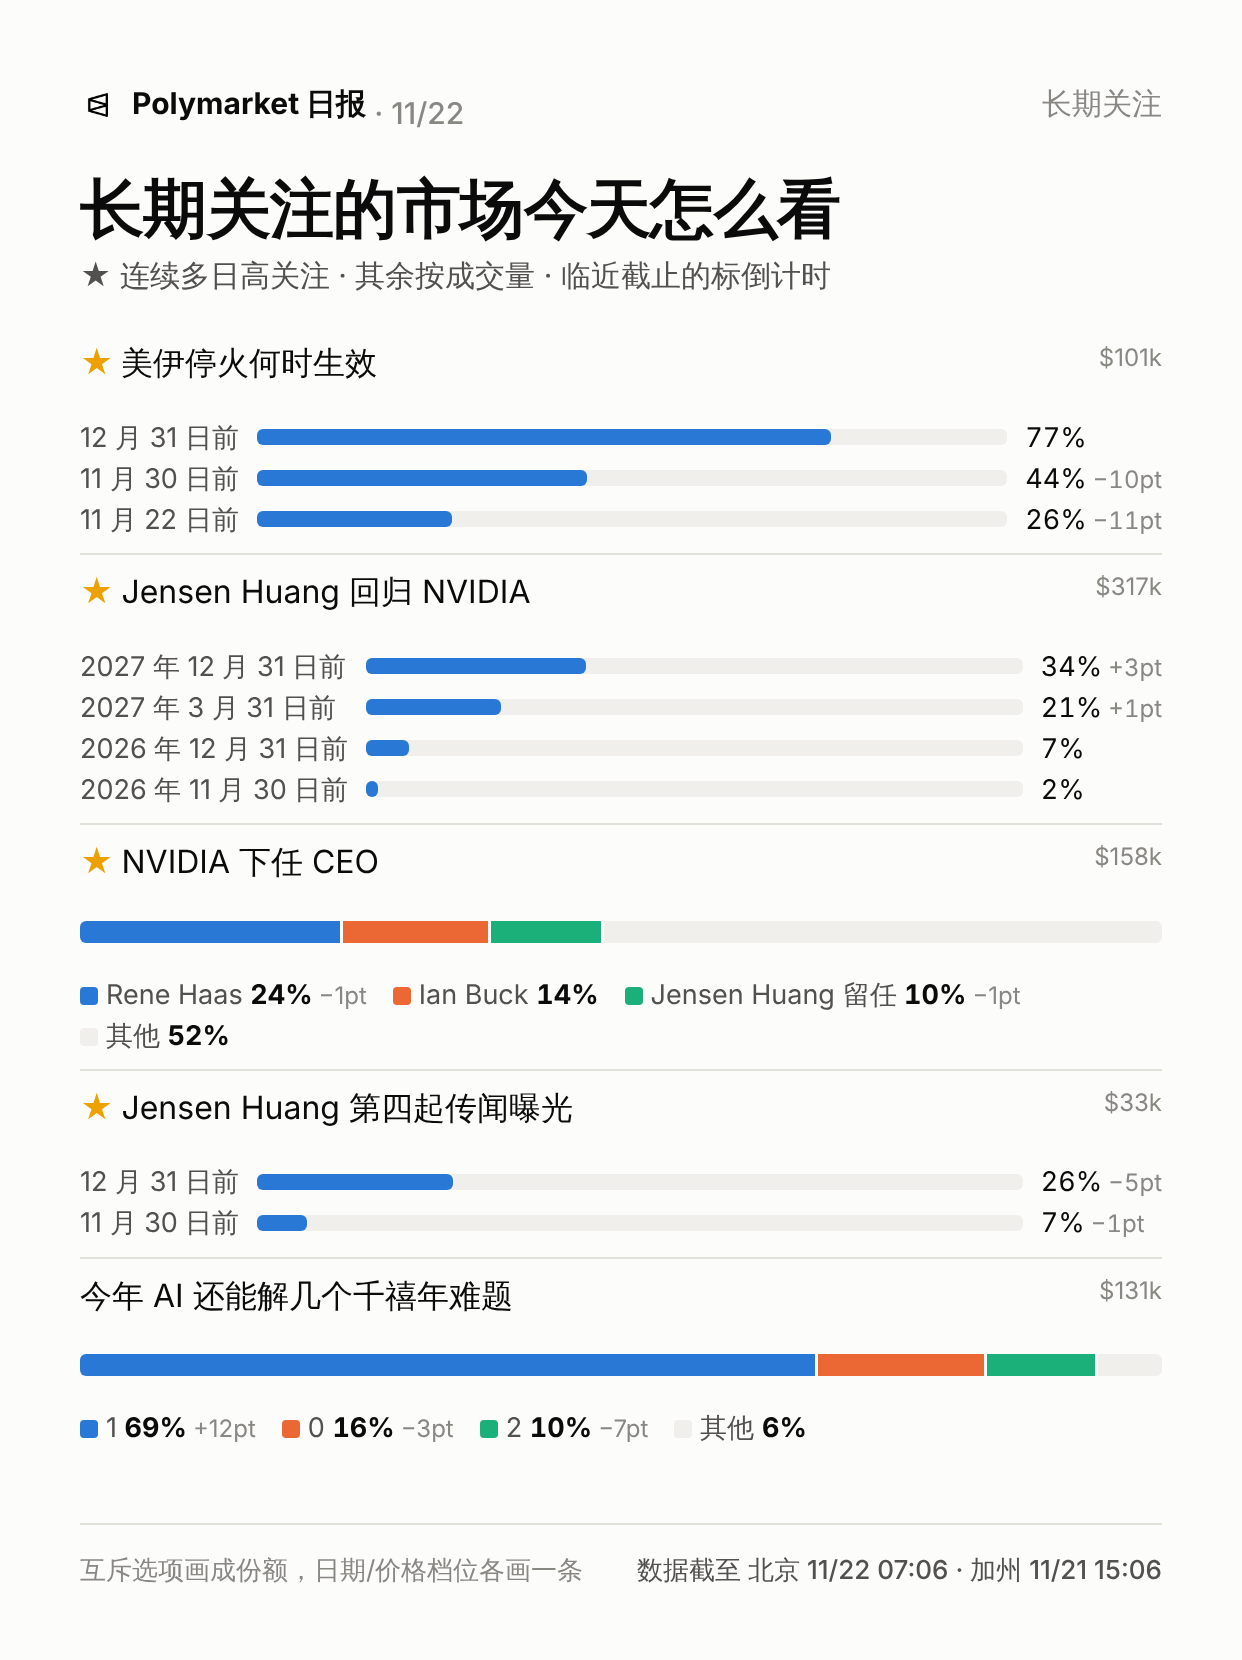 Polymarket 日报 · 11/22
长期关注
长期关注的市场今天怎么看
★ 连续多日高关注 · 其余按成交量 · 临近截止的标倒计时
★ 美伊停火何时生效 $101k
12 月 31 日前 77%
11 月 30 日前 44% −10pt
11 月 22 日前 26% −11pt
★ Jensen Huang 回归 NVIDIA $317k
2027 年 12 月 31 日前 34% +3pt
2027 年 3 月 31 日前 21% +1pt
2026 年 12 月 31 日前 7%
2026 年 11 月 30 日前 2%
★ NVIDIA 下任 CEO $158k
Rene Haas 24% −1pt Ian Buck 14% Jensen Huang 留任 10% −1pt
其他 52%
★ Jensen Huang 第四起传闻曝光 $33k
12 月 31 日前 26% −5pt
11 月 30 日前 7% −1pt
今年 AI 还能解几个千禧年难题 $131k
1 69% +12pt 0 16% −3pt 2 10% −7pt 其他 6%
互斥选项画成份额，日期/价格档位各画一条
数据截至 北京 11/22 07:06 · 加州 11/21 15:06